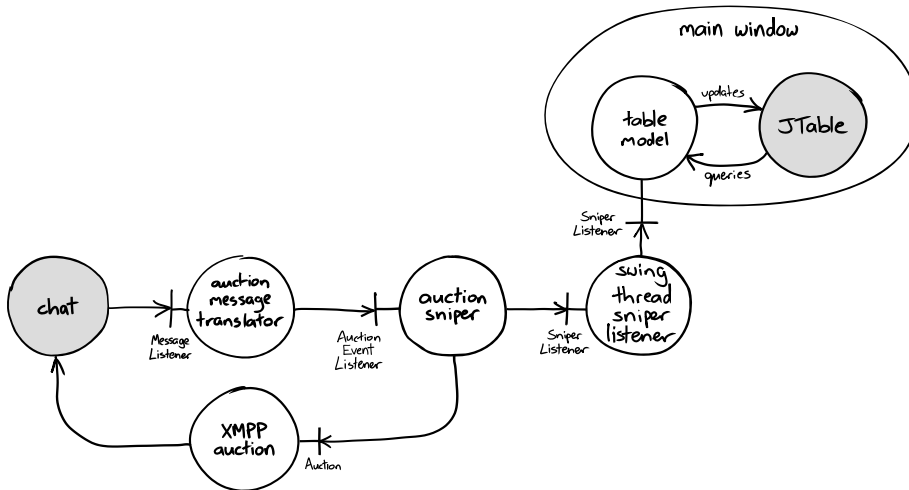 main window
updates
table
model
JTable
queries
Sniper
Listener
chat
Message
Listener
auction
message
translator
Auction
Event
Listener
auction
sniper
Sniper
Listener
swing
thread
sniper
listener
XMPP
auction
Auction